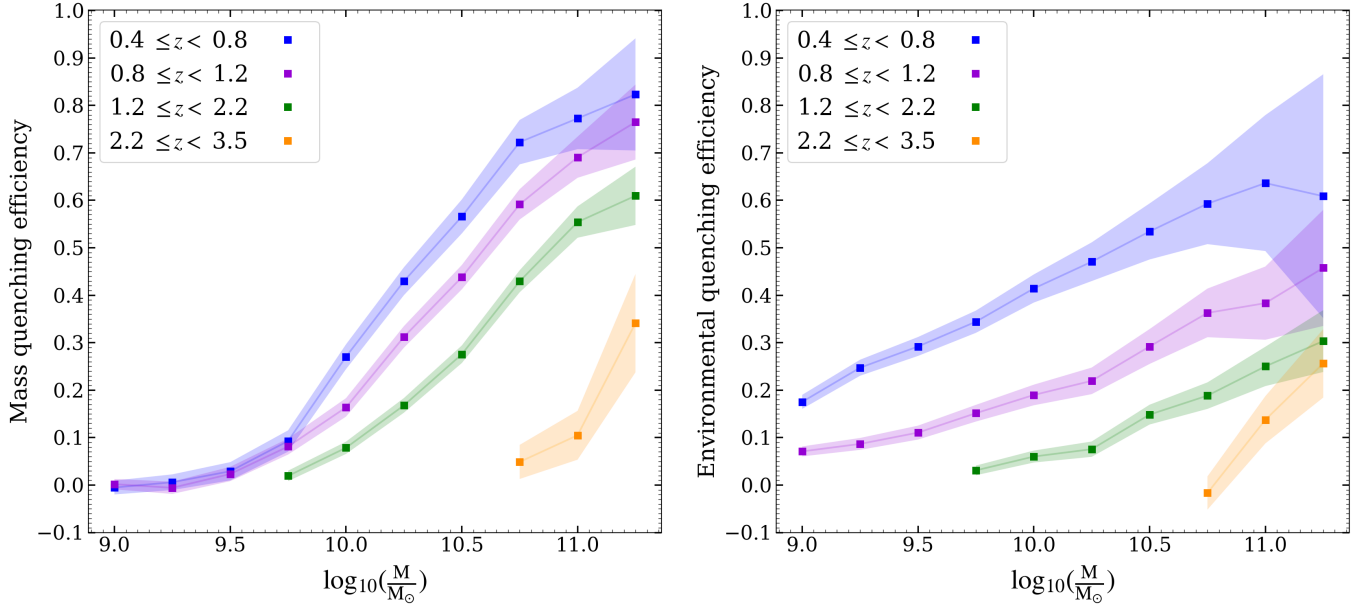 1.0
0.9
0.8
0.7
0.6
0.5
0.4
0.3
0.2
0.1
0.0
−0.1
Mass quenching efficiency
0.4 ≤z< 0.8
0.8 ≤z< 1.2
1.2 ≤z< 2.2
2.2 ≤z< 3.5
9.0 9.5 10.0 10.5 11.0
log₁₀(M/M⊙)
1.0
0.9
0.8
0.7
0.6
0.5
0.4
0.3
0.2
0.1
0.0
−0.1
Environmental quenching efficiency
0.4 ≤z< 0.8
0.8 ≤z< 1.2
1.2 ≤z< 2.2
2.2 ≤z< 3.5
9.0 9.5 10.0 10.5 11.0
log₁₀(M/M⊙)